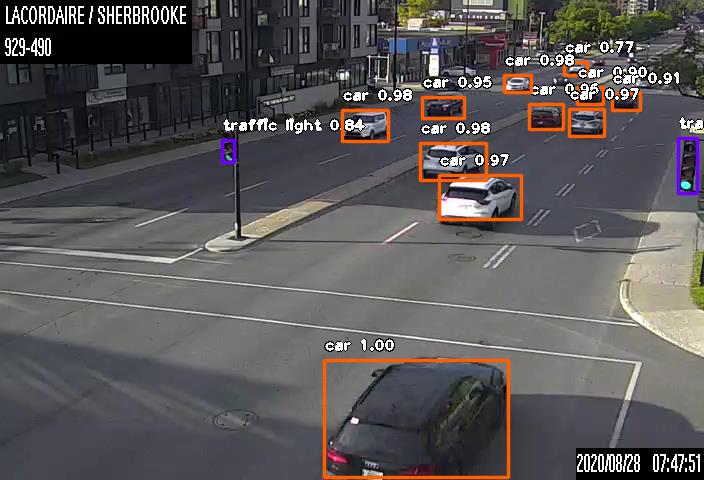 LACORDAIRE / SHERBROOKE
929-490
car 0.77
car 0.98
car 0.90
car 0.91
car 0.95
car 0.98
car 0.97
traffic light 0.84
car 0.98
tra
car 0.97
car 1.00
2020/08/28 07:47:51